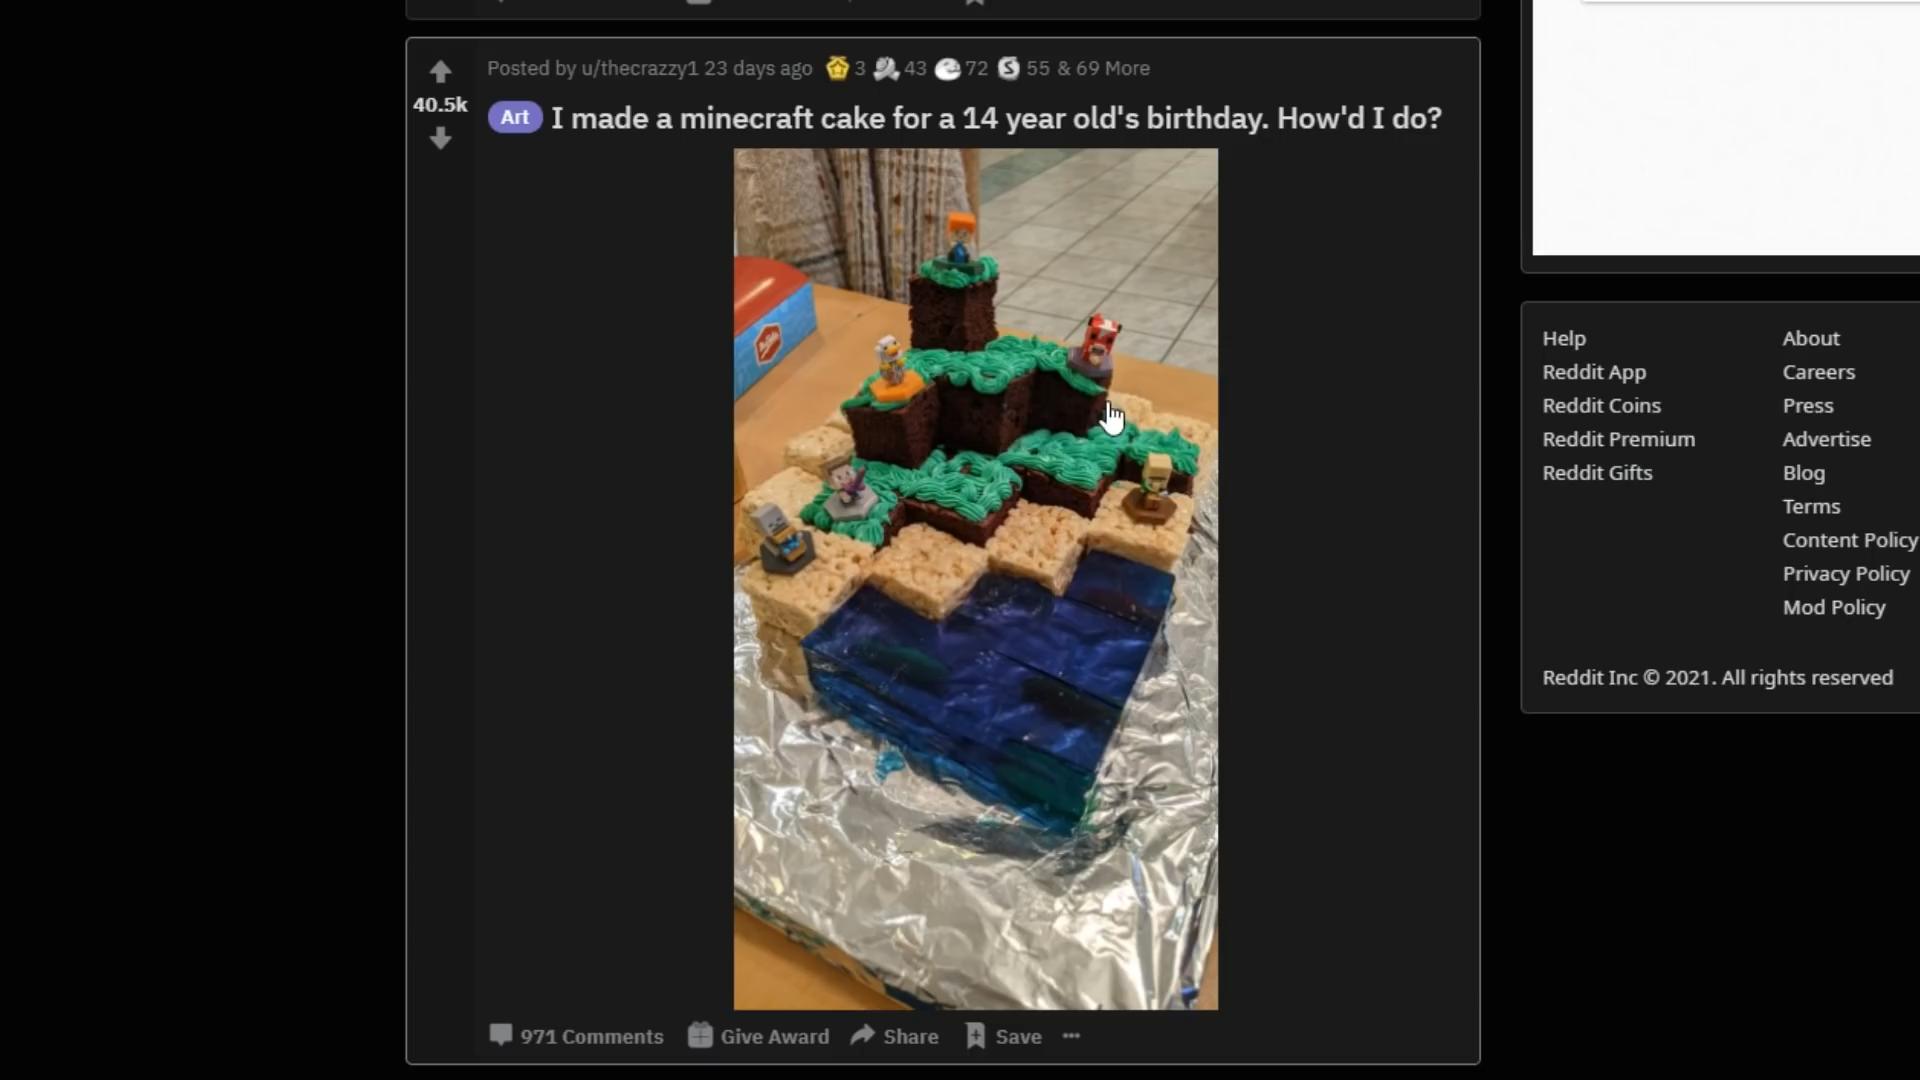 Posted by u/thecrazzy1 23 days ago 3 43 72 55 & 69 More
40.5k
Art I made a minecraft cake for a 14 year old's birthday. How'd I do?
971 Comments Give Award Share Save
Help About
Reddit App Careers
Reddit Coins Press
Reddit Premium Advertise
Reddit Gifts Blog
Terms
Content Policy
Privacy Policy
Mod Policy
Reddit Inc © 2021. All rights reserved